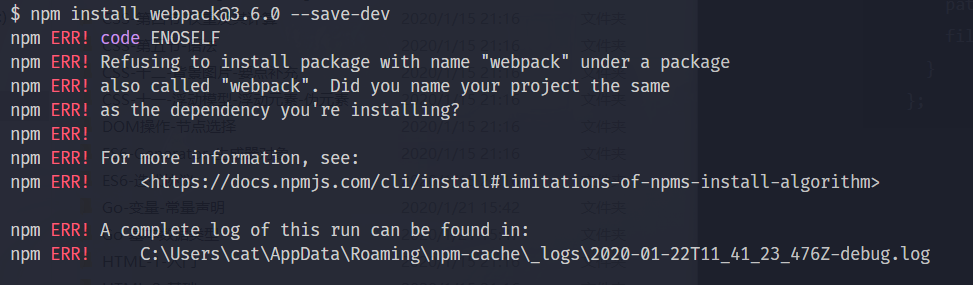 $ npm install webpack@3.6.0 --save-dev
npm ERR! code ENOSELF
npm ERR! Refusing to install package with name "webpack" under a package
npm ERR! also called "webpack". Did you name your project the same
npm ERR! as the dependency you're installing?
npm ERR!
npm ERR! For more information, see:
npm ERR!     <https://docs.npmjs.com/cli/install#limitations-of-npms-install-algorithm>
npm ERR! A complete log of this run can be found in:
npm ERR!     C:\Users\cat\AppData\Roaming\npm-cache\_logs\2020-01-22T11_41_23_476Z-debug.log